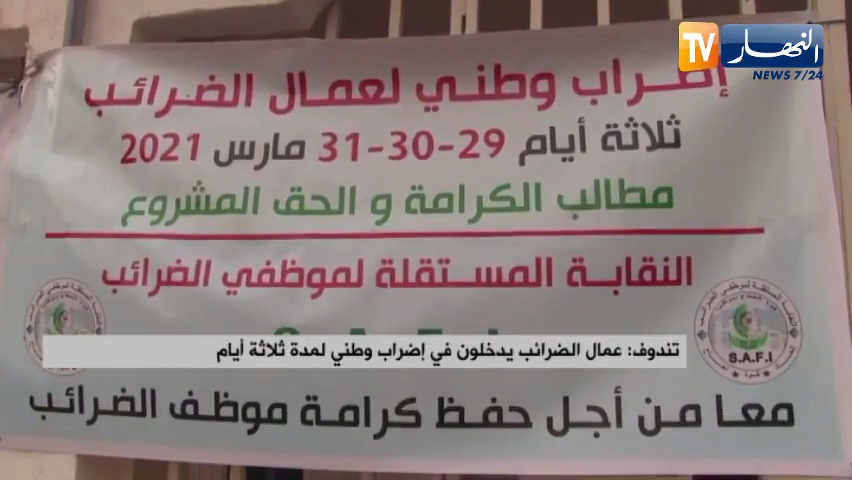 النهار TV
NEWS 7/24
إضراب وطني لعمال الضرائب
ثلاثة أيام 29-30-31 مارس 2021
مطالب الكرامة و الحق المشروع
النقابة المستقلة لموظفي الضرائب
S.A.F.I
تندوف: عمال الضرائب يدخلون في إضراب وطني لمدة ثلاثة أيام
معا من أجل حفظ كرامة موظف الضرائب